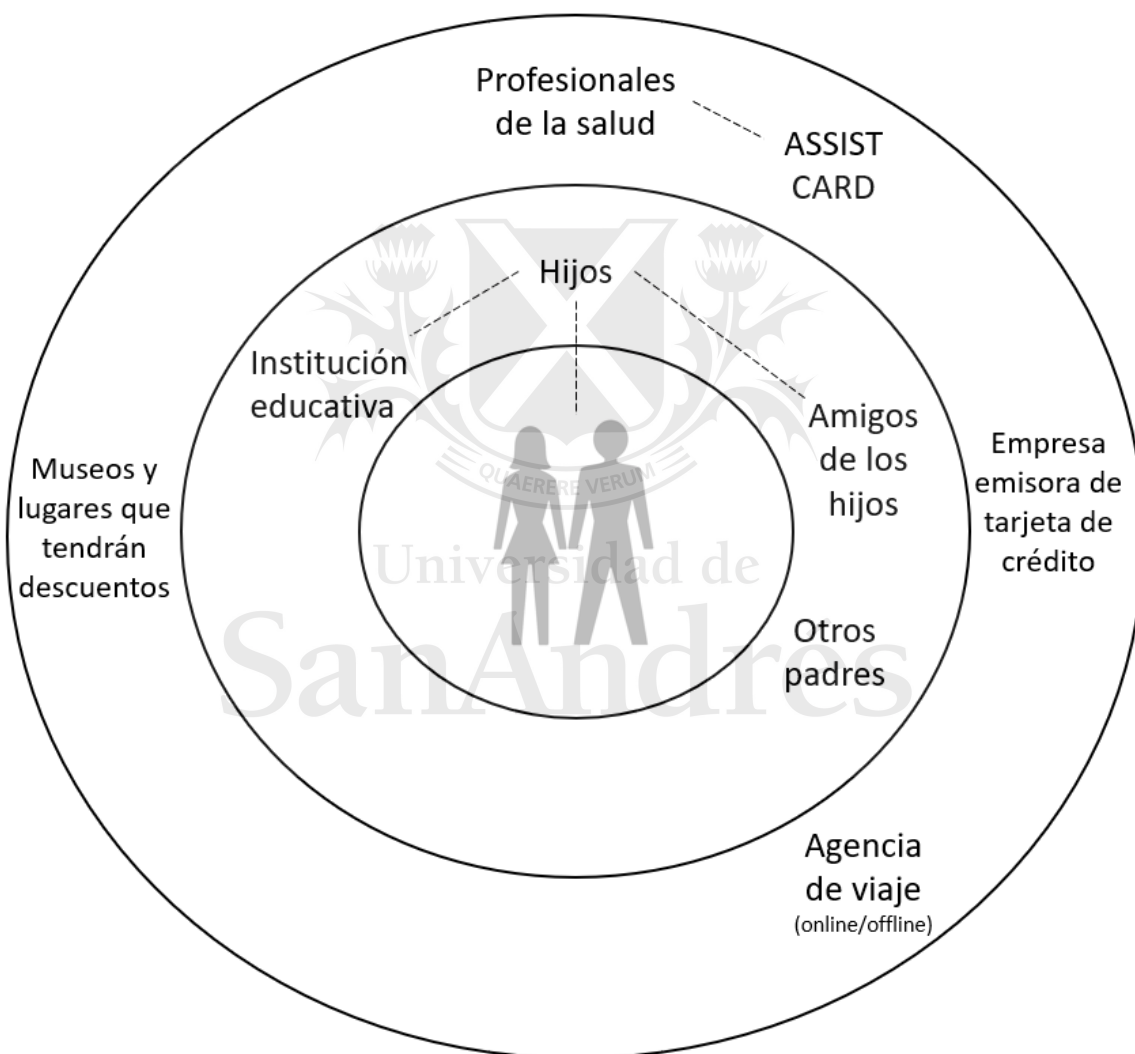 Profesionales
de la salud
ASSIST
CARD
Hijos
Institución
educativa
Amigos
de los
hijos
Museos y
lugares que
tendrán
descuentos
Empresa
emisora de
tarjeta de
crédito
QUAERERE VERUM
Universidad de
SanAndrés
Otros
padres
Agencia
de viaje
(online/offline)